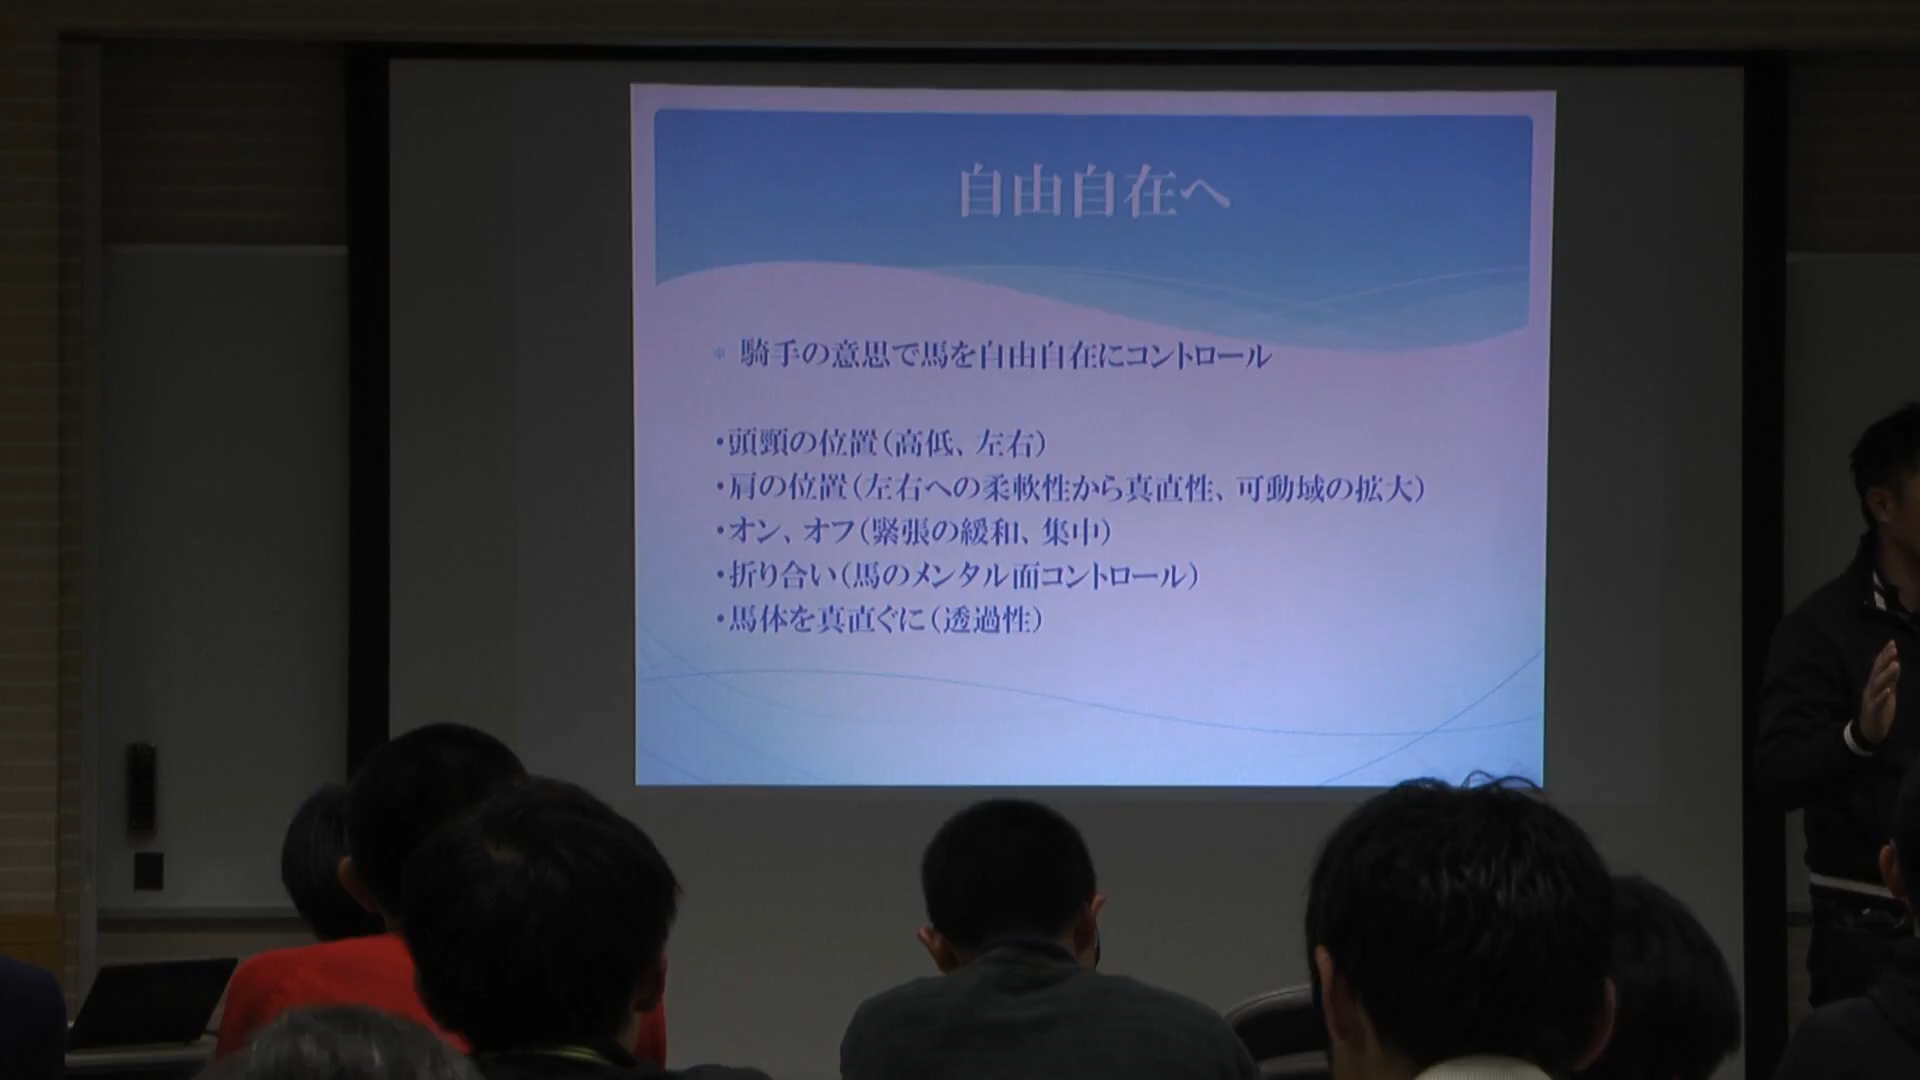 自由自在へ
* 騎手の意思で馬を自由自在にコントロール
・頭頸の位置(高低、左右)
・肩の位置(左右への柔軟性から真直性、可動域の拡大)
・オン、オフ(緊張の緩和、集中)
・折り合い(馬のメンタル面コントロール)
・馬体を真直ぐに(透過性)